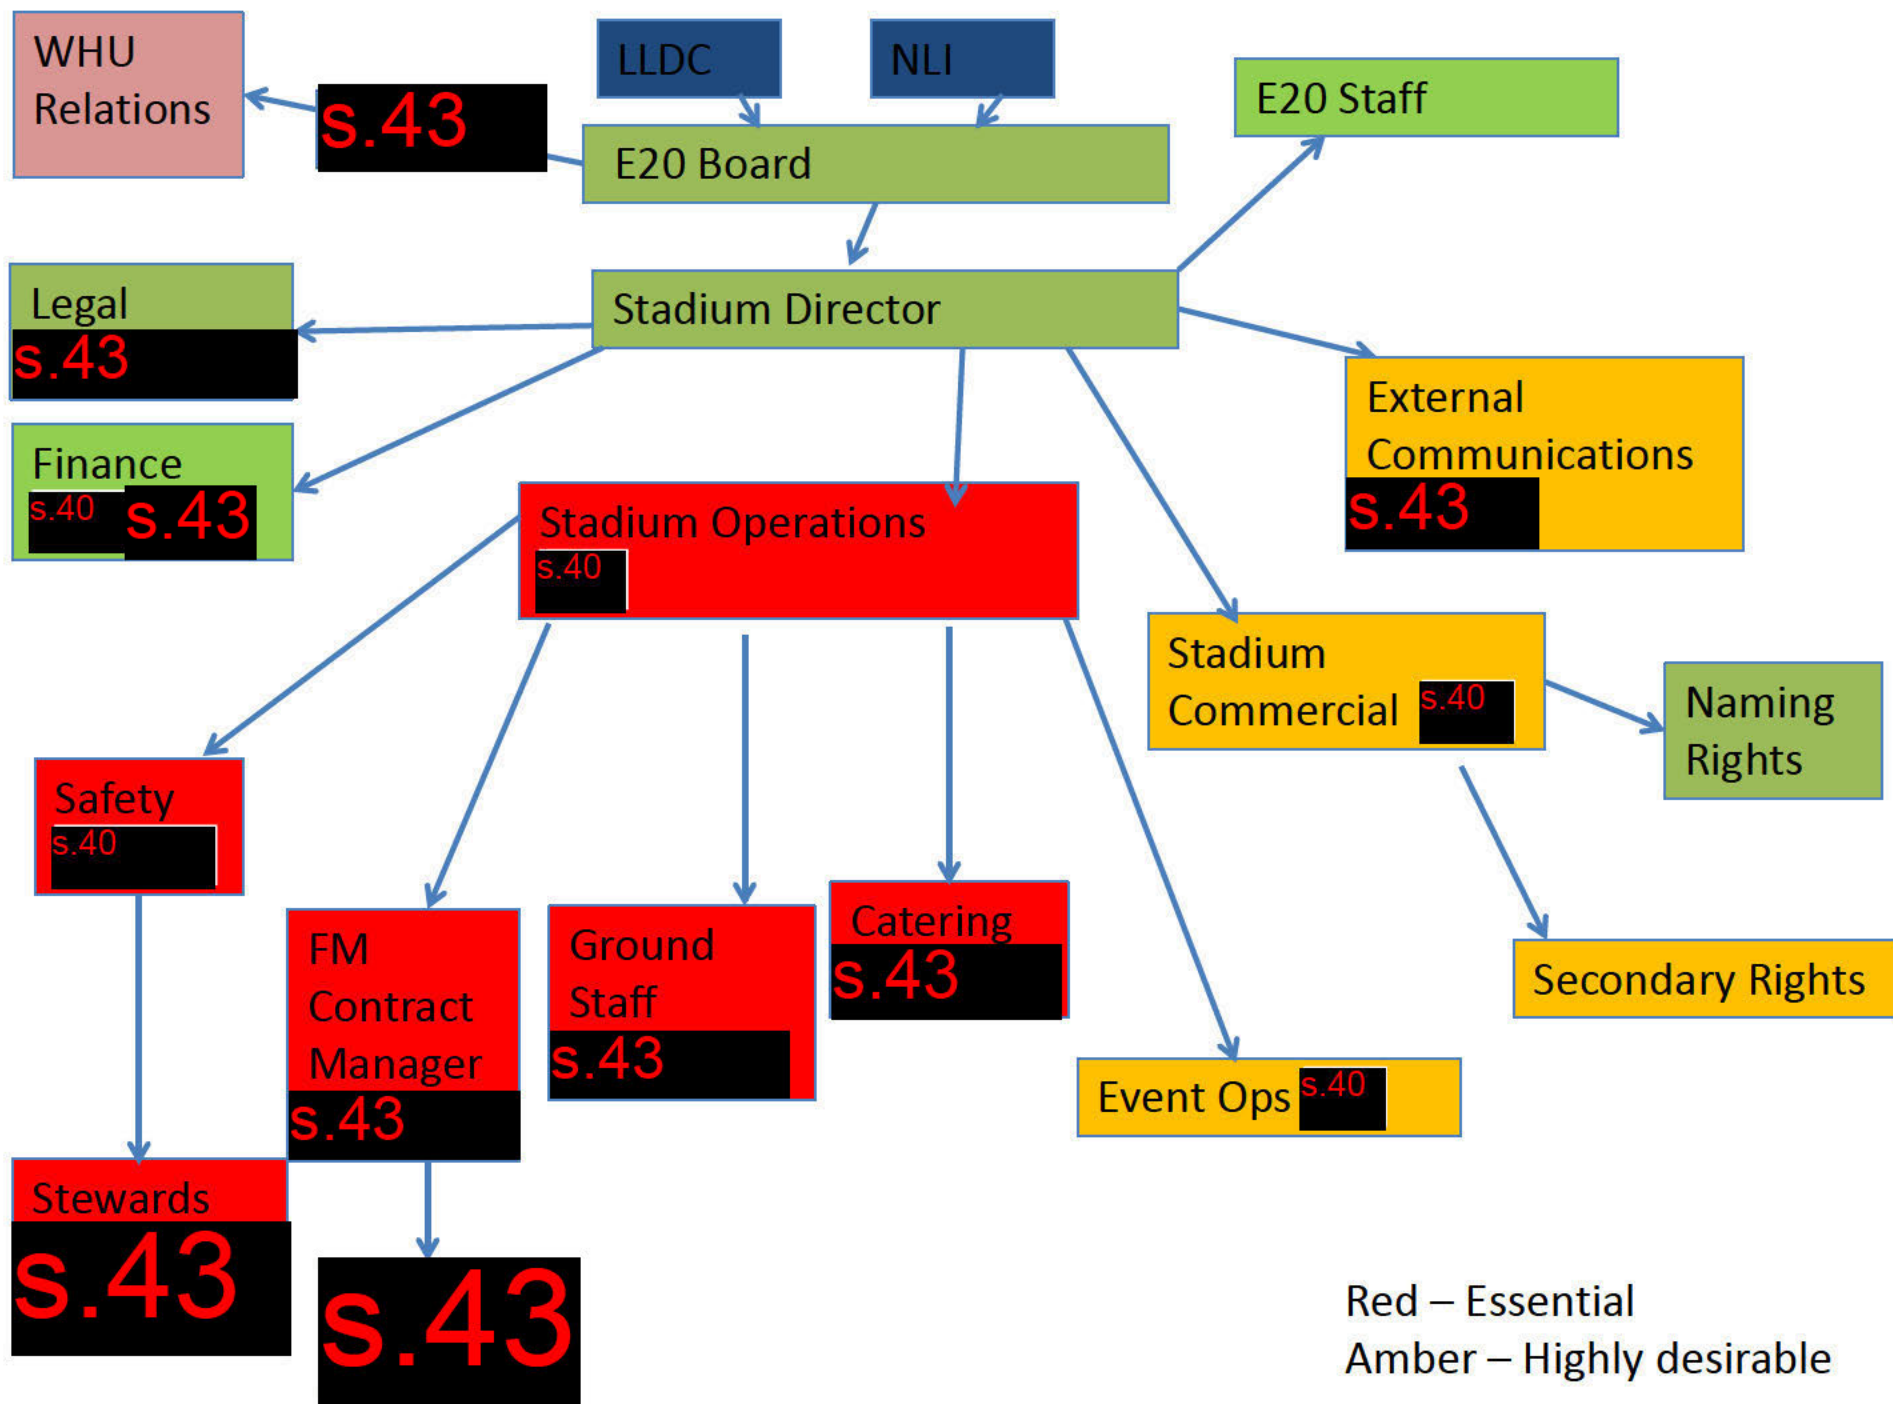 WHU
Relations
s.43
LLDC
NLI
E20 Staff
E20 Board
Legal
s.43
Stadium Director
External
Communications
s.43
Finance
s.40 s.43
Stadium Operations
s.40
Stadium
Commercial s.40
Naming
Rights
Safety
s.40
FM
Contract
Manager
s.43
Ground
Staff
s.43
Catering
s.43
Secondary Rights
Event Ops s.40
Stewards
s.43
s.43
Red – Essential
Amber – Highly desirable